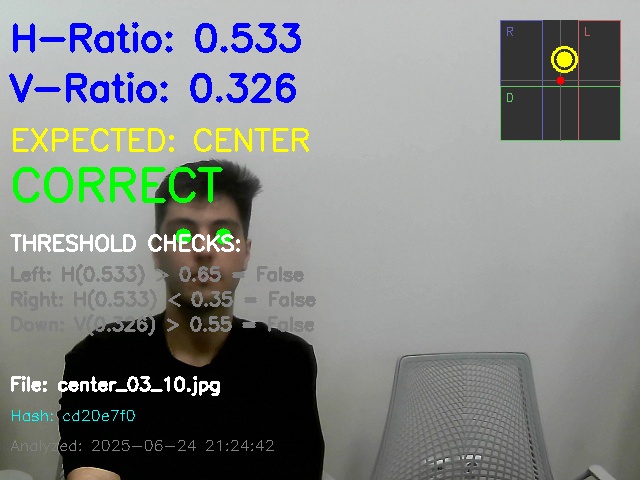 H-Ratio: 0.533
V-Ratio: 0.326
R
L
D
EXPECTED: CENTER
CORRECT
THRESHOLD CHECKS:
Left: H(0.533) > 0.65 = False
Right: H(0.533) < 0.35 = False
Down: V(0.326) > 0.55 = False
File: center_03_10.jpg
Hash: cd20e7f0
Analyzed: 2025-06-24 21:24:42